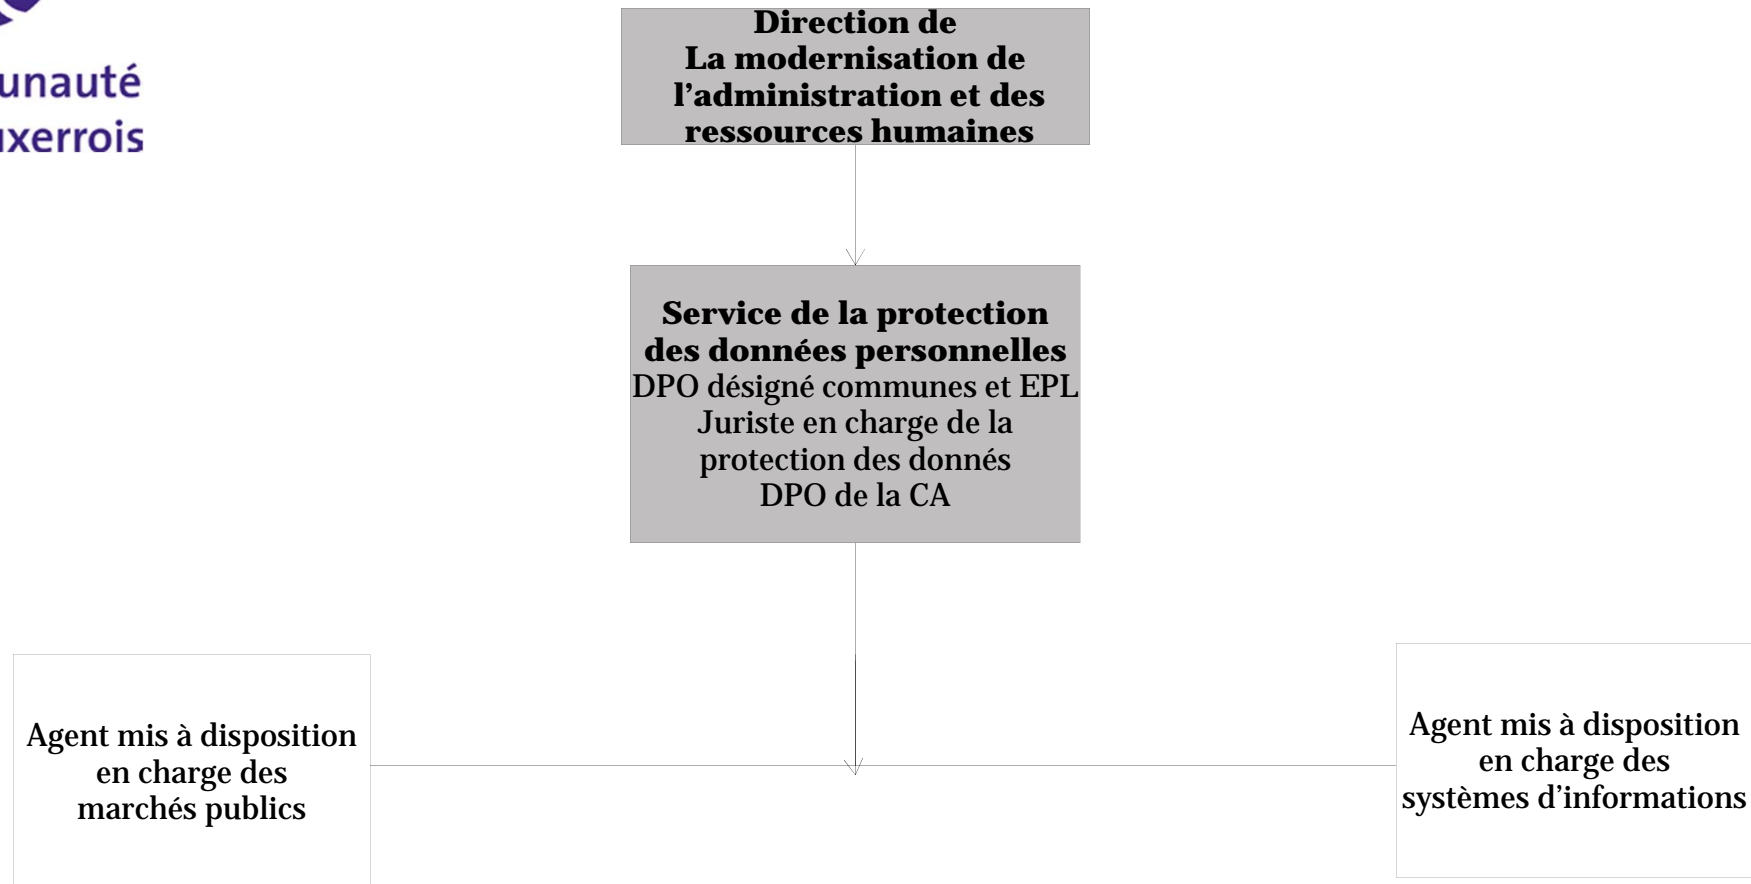 unauté
uxerrois
Direction de
La modernisation de
l’administration et des
ressources humaines
Service de la protection
des données personnelles
DPO désigné communes et EPL
Juriste en charge de la
protection des donnés
DPO de la CA
Agent mis à disposition
en charge des
marchés publics
Agent mis à disposition
en charge des
systèmes d’informations